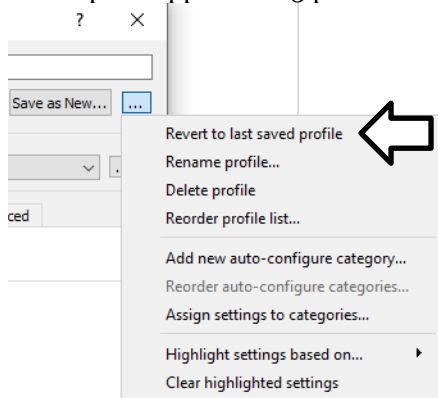 ?
Save as New... ...
Revert to last saved profile
Rename profile...
Delete profile
ced
Reorder profile list...
Add new auto-configure category...
Reorder auto-configure categories...
Assign settings to categories...
Highlight settings based on...
Clear highlighted settings